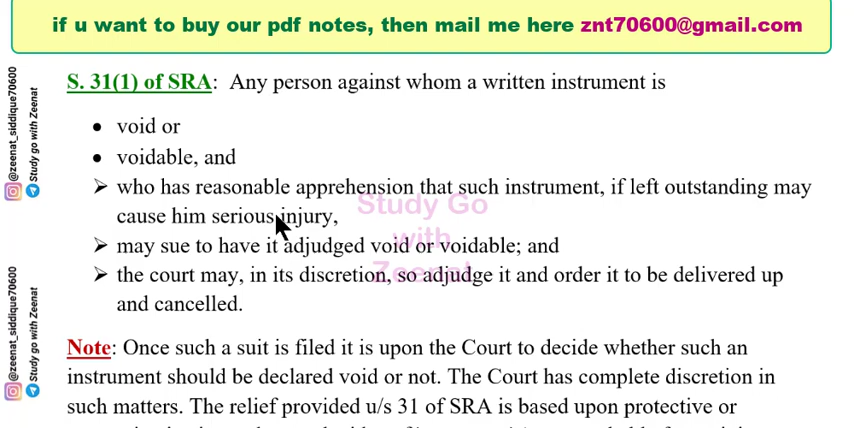 if u want to buy our pdf notes, then mail me here znt70600@gmail.com
@zeenat_siddique70600
Study go with Zeenat
S. 31(1) of SRA: Any person against whom a written instrument is
• void or
• voidable, and
➢ who has reasonable apprehension that such instrument, if left outstanding may
cause him serious injury,
➢ may sue to have it adjudged void or voidable; and
➢ the court may, in its discretion, so adjudge it and order it to be delivered up
and cancelled.
Study Go
with
Zeenat
@zeenat_siddique70600
Study go with Zeenat
Note: Once such a suit is filed it is upon the Court to decide whether such an
instrument should be declared void or not. The Court has complete discretion in
such matters. The relief provided u/s 31 of SRA is based upon protective or